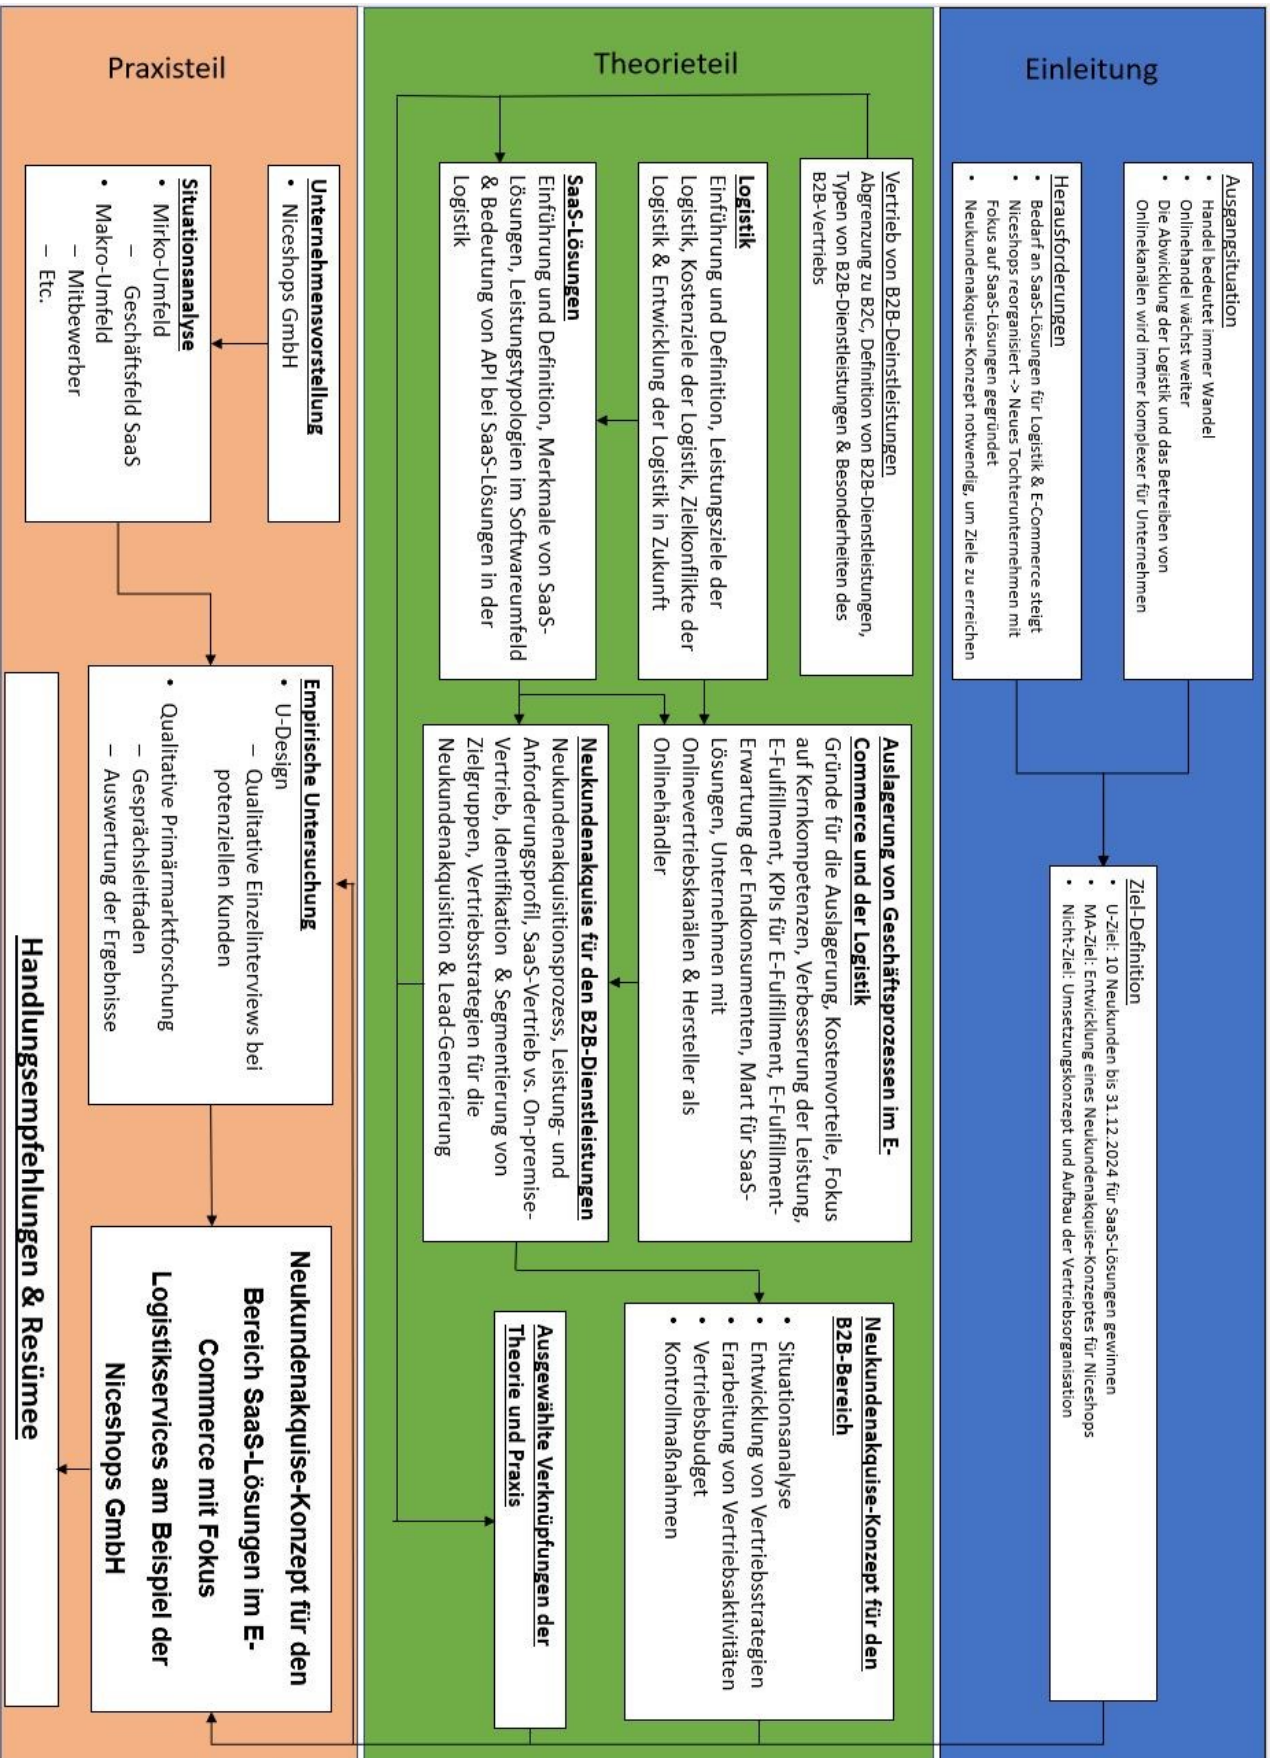 Einleitung
Ausgangsituation
• Handel bedeutet immer Wandel
• Onlinehandel wächst weiter
• Die Abwicklung der Logistik und das Betreiben von
Onlinekanälen wird immer komplexer für Unternehmen
Herausforderungen
• Bedarf an SaaS-Lösungen für Logistik & E-Commerce steigt
• Niceshops reorganisiert -> Neues Tochterunternehmen mit
Fokus auf SaaS-Lösungen gegründet
• Neukundenakquise-Konzept notwendig, um Ziele zu erreichen
Ziel-Definition
• U-Ziel: 10 Neukunden bis 31.12.2024 für SaaS-Lösungen gewinnen
• MA-Ziel: Entwicklung eines Neukundenakquise-Konzeptes für Niceshops
• Nicht-Ziel: Umsetzungskonzept und Aufbau der Vertriebsorganisation
Theorieteil
Vertrieb von B2B-Deinstleistungen
Abgrenzung zu B2C, Definition von B2B-Dienstleistungen,
Typen von B2B-Dienstleistungen & Besonderheiten des
B2B-Vertriebs
Logistik
Einführung und Definition, Leistungsziele der
Logistik, Kostenziele der Logistik, Zielkonflikte der
Logistik & Entwicklung der Logistik in Zukunft
SaaS-Lösungen
Einführung und Definition, Merkmale von SaaS-
Lösungen, Leistungstypologien im Softwareumfeld
& Bedeutung von API bei SaaS-Lösungen in der
Logistik
Auslagerung von Geschäftsprozessen im E-
Commerce und der Logistik
Gründe für die Auslagerung, Kostenvorteile, Fokus
auf Kernkompetenzen, Verbesserung der Leistung,
E-Fulfillment, KPIs für E-Fulfillment, E-Fulfillment-
Erwartung der Endkonsumenten, Mart für SaaS-
Lösungen, Unternehmen mit
Onlinevertriebskanälen & Hersteller als
Onlinehändler
Neukundenakquise für den B2B-Dienstleistungen
Neukundenakquisitionprozess, Leistung- und
Anforderungsprofil, SaaS-Vertrieb vs. On-premise-
Vertrieb, Identifikation & Segmentierung von
Zielgruppen, Vertriebsstrategien für die
Neukundenakquisition & Lead-Generierung
Neukundenakquise-Konzept für den
B2B-Bereich
• Situationsanalyse
• Entwicklung von Vertriebsstrategien
• Erarbeitung von Vertriebsaktivitäten
• Vertriebsbudget
• Kontrollmaßnahmen
Ausgewählte Verknüpfungen der
Theorie und Praxis
Praxisteil
Unternehmensvorstellung
• Niceshops GmbH
Situationsanalyse
• Mirko-Umfeld
– Geschäftsfeld SaaS
• Makro-Umfeld
– Mitbewerber
– Etc.
Empirische Untersuchung
• U-Design
– Qualitative Einzelinterviews bei
potenziellen Kunden
• Qualitative Primärmarktforschung
– Gesprächsleitfaden
– Auswertung der Ergebnisse
Neukundenakquise-Konzept für den
Bereich SaaS-Lösungen im E-
Commerce mit Fokus
Logistikservices am Beispiel der
Niceshops GmbH
Handlungsempfehlungen & Resümee